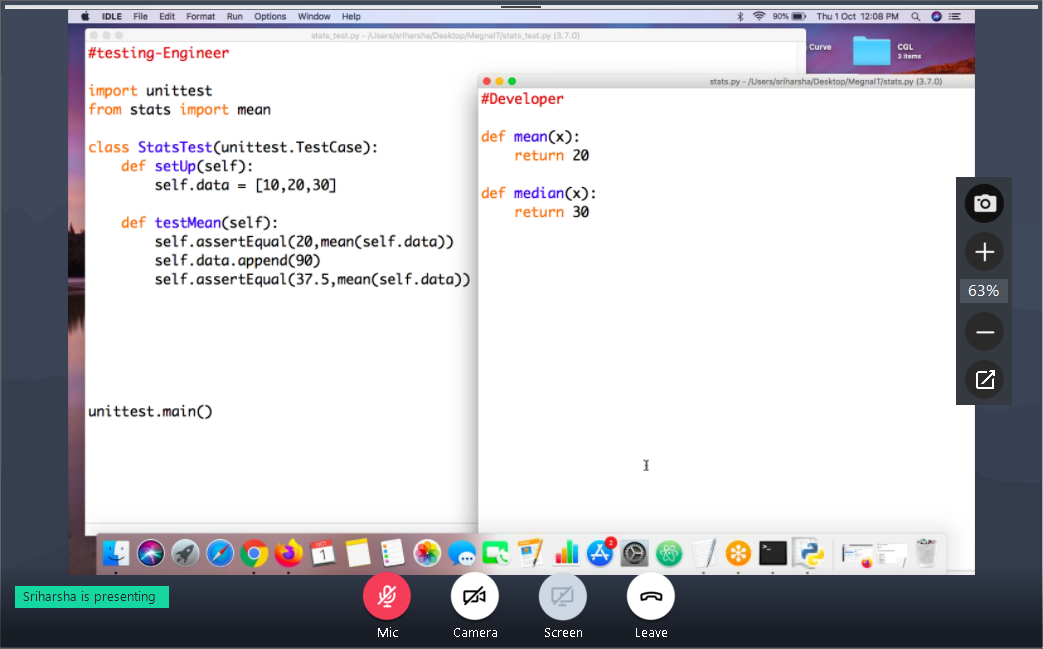 IDLE File Edit Format Run Options Window Help
90% Thu 1 Oct 12:08 PM
stats_test.py - /Users/sriharsha/Desktop/MegnaIT/stats_test.py (3.7.0)
#testing-Engineer
import unittest
from stats import mean
class StatsTest(unittest.TestCase):
def setUp(self):
self.data = [10,20,30]
def testMean(self):
self.assertEqual(20,mean(self.data))
self.data.append(90)
self.assertEqual(37.5,mean(self.data))
unittest.main()
Curve
CGL
3 items
stats.py - /Users/sriharsha/Desktop/MegnaIT/stats.py (3.7.0)
#Developer
def mean(x):
return 20
def median(x):
return 30
63%
OCT
1
2
Sriharsha is presenting
Mic
Camera
Screen
Leave